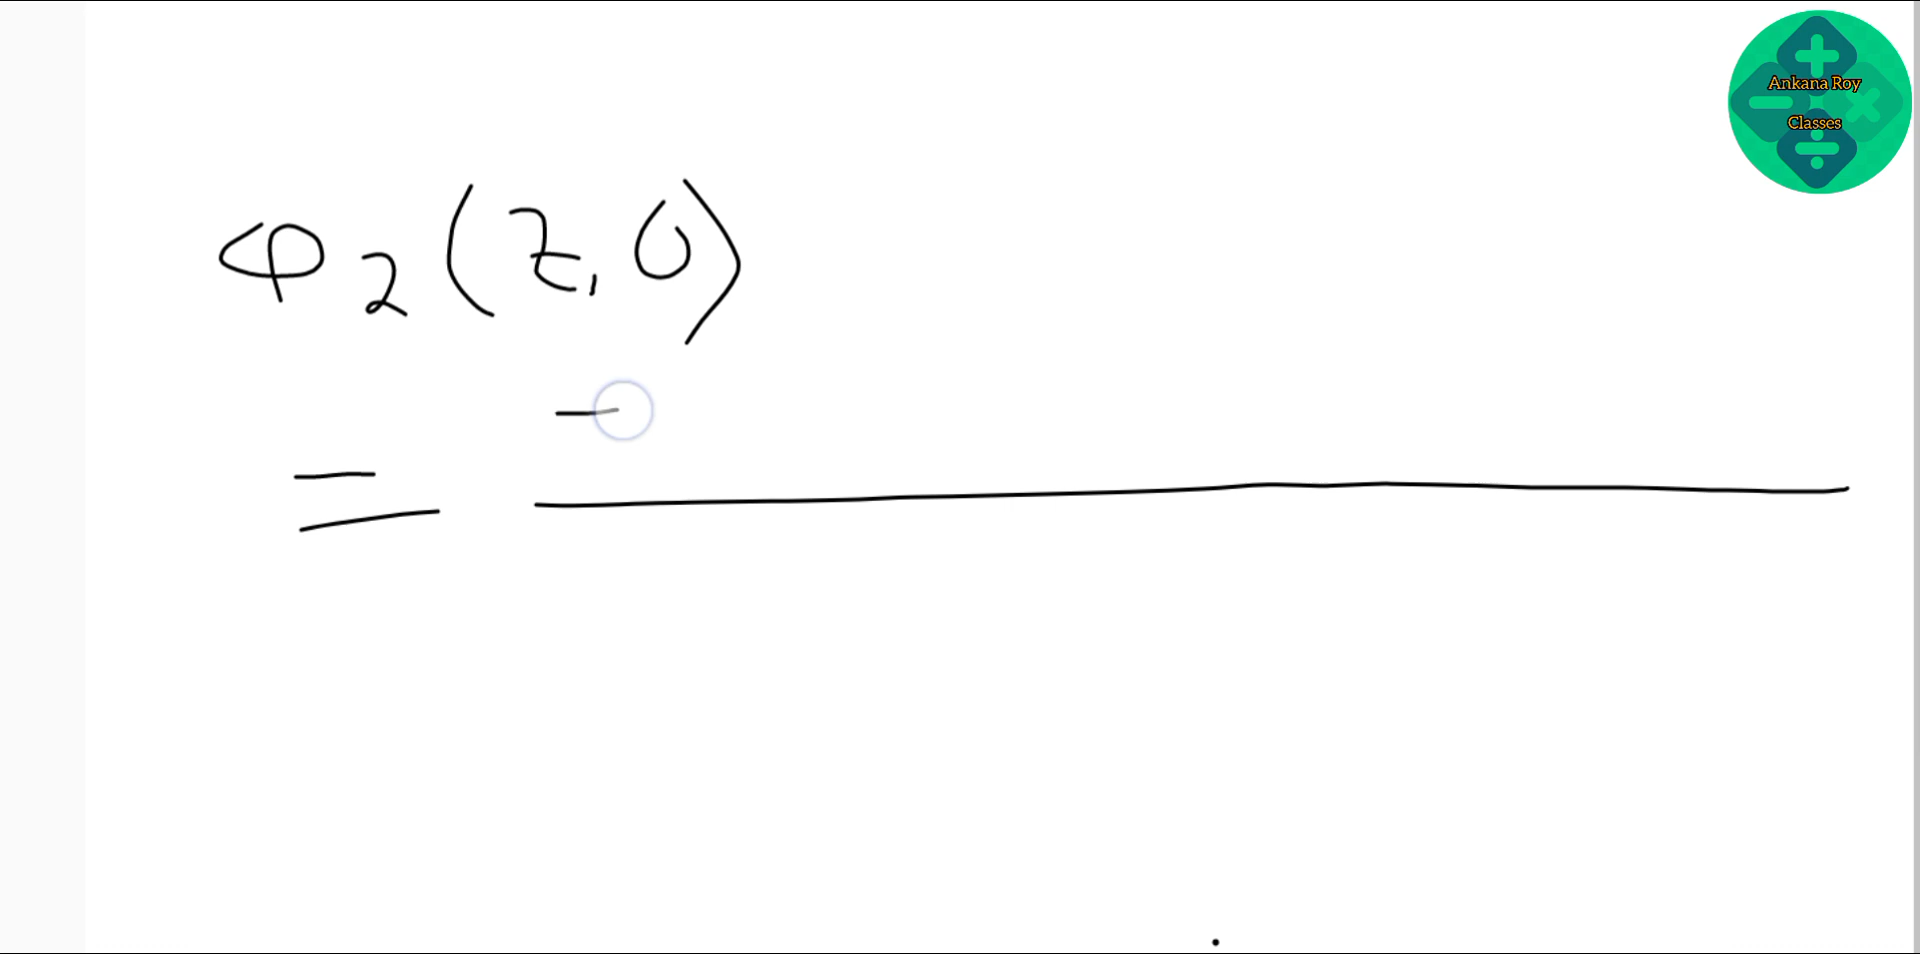 Ankana Roy
Classes
φ₂(z,0)
= —